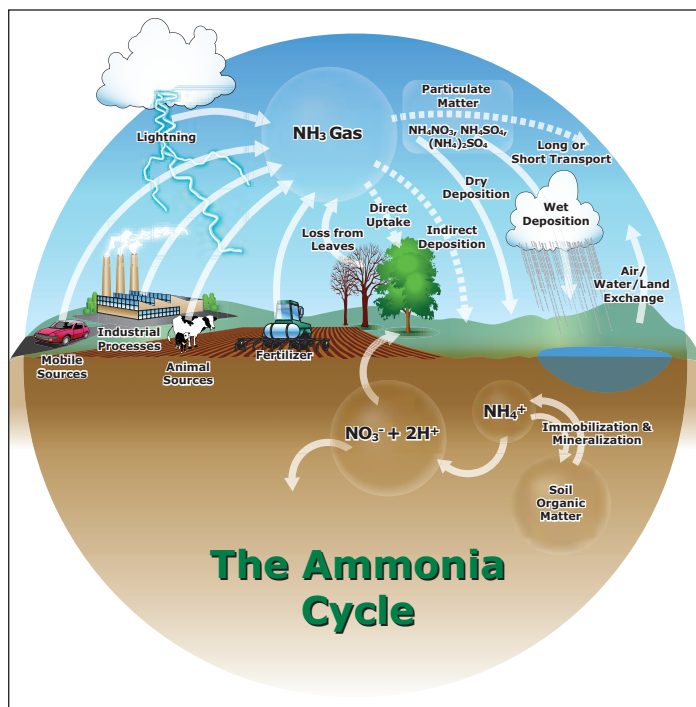 Particulate
Matter
Lightning
NH₃ Gas
NH₄NO₃, NH₄SO₄,
(NH₄)₂SO₄
Long or
Short Transport
Dry
Deposition
Direct
Uptake
Wet
Deposition
Loss from
Leaves
Indirect
Deposition
Air/
Water/Land
Exchange
Industrial
Processes
Mobile
Sources
Animal
Sources
Fertilizer
NH₄⁺
NO₃⁻ + 2H⁺
Immobilization &
Mineralization
Soil
Organic
Matter
The Ammonia
Cycle